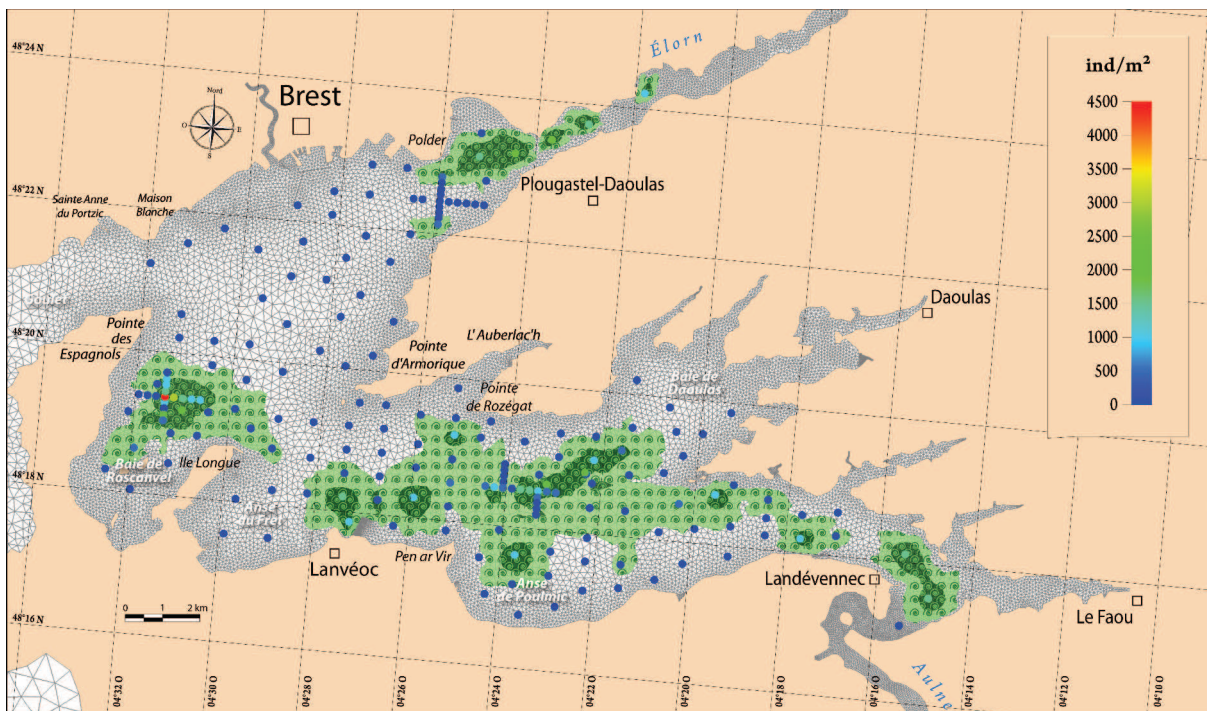 48°24 N
Élorn
ind/m²
4500
4000
3500
3000
2500
2000
1500
1000
500
0
Nord
O
E
S
Brest
Polder
48°22 N
Plougastel-Daoulas
Sainte Anne
du Portzic
Maison
Blanche
Goulet
48°20 N
Pointe
des
Espagnols
Daoulas
L' Auberlac'h
Pointe
d'Armorique
Baie de
Daoulas
Pointe
de Rozégat
48°18 N
Ile Longue
Baie de
Roscanvel
Anse
du Fret
Pen ar Vir
Lanvéoc
Anse
de Poulmic
Landévennec
Le Faou
0 1 2 km
48°16 N
Aulne
04°32 O
04°30 O
04°28 O
04°26 O
04°24 O
04°22 O
04°20 O
04°18 O
04°16 O
04°14 O
04°12 O
04°10 O